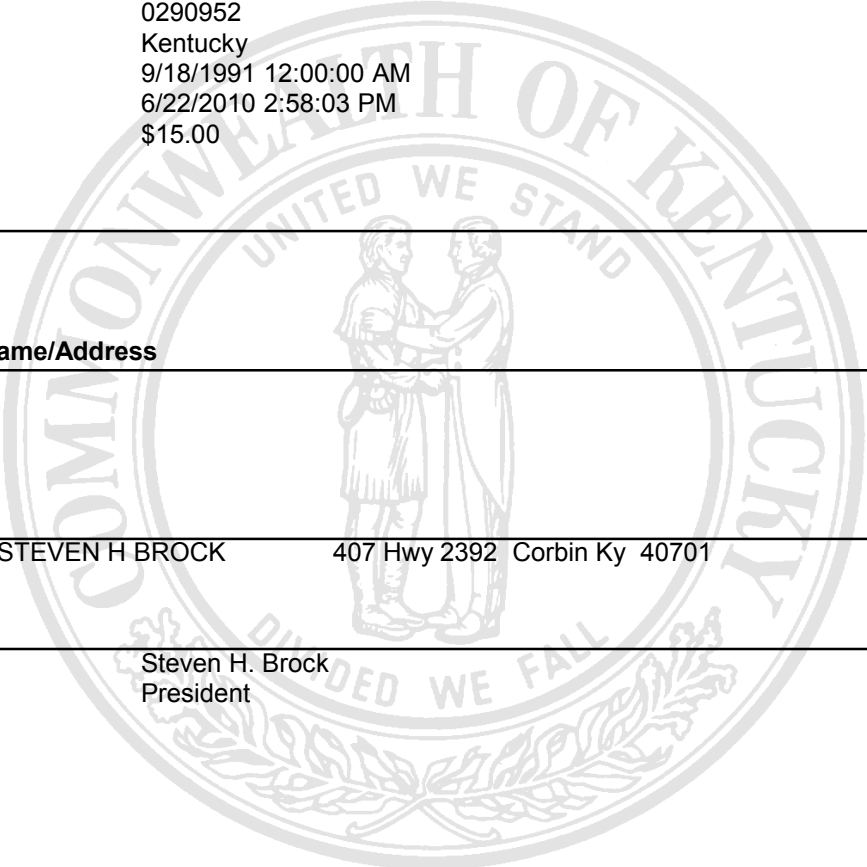 0290952
Kentucky
9/18/1991 12:00:00 AM
6/22/2010 2:58:03 PM
$15.00
COMMONWEALTH OF KENTUCKY
UNITED WE STAND
ame/Address
STEVEN H BROCK 407 Hwy 2392 Corbin Ky 40701
DIVIDED WE FALL
Steven H. Brock
President